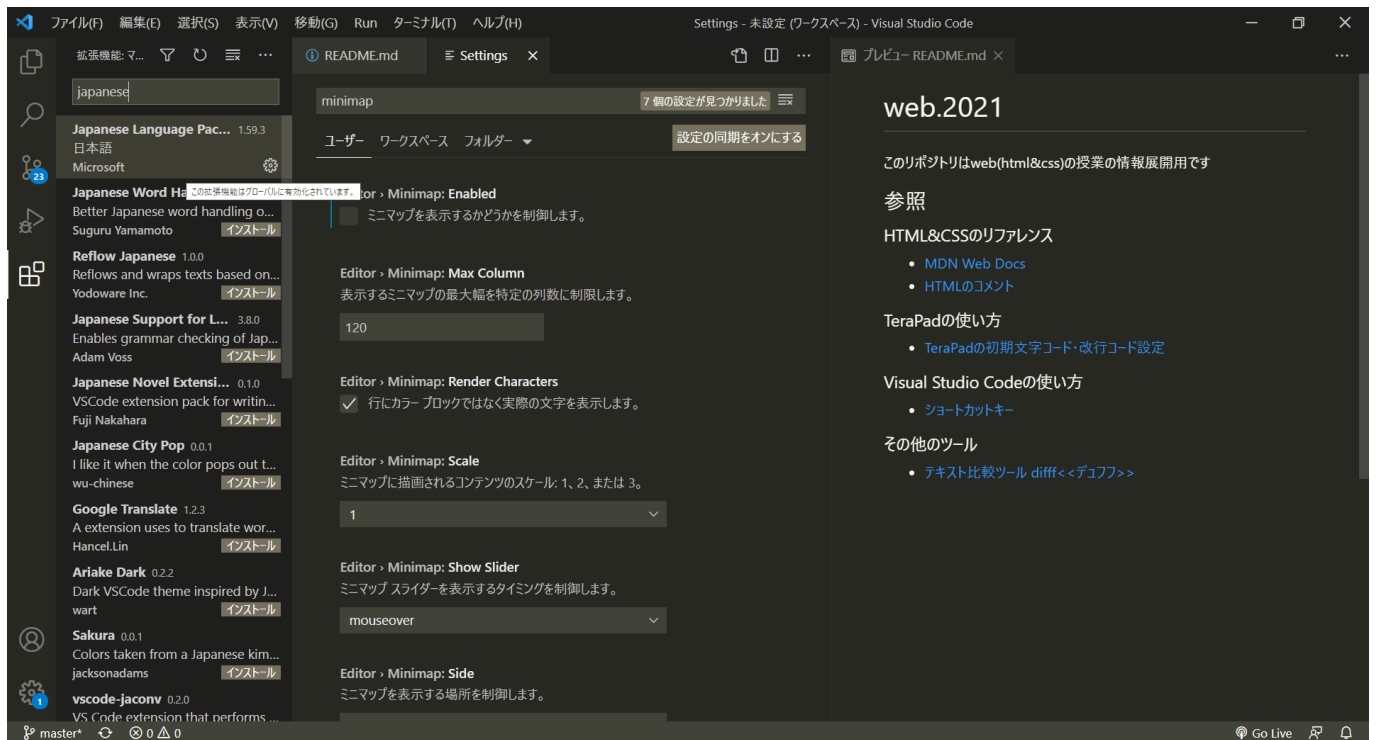 ファイル(F) 編集(E) 選択(S) 表示(V) 移動(G) Run ターミナル(T) ヘルプ(H)
Settings - 未設定 (ワークスペース) - Visual Studio Code
拡張機能: マ...
japanese
Japanese Language Pac... 1.59.3
日本語
Microsoft
この拡張機能はグローバルに有効化されています。
Japanese Word Ha
Better Japanese word handling o...
Suguru Yamamoto インストール
Reflow Japanese 1.0.0
Reflows and wraps texts based on...
Yodoware Inc. インストール
Japanese Support for L... 3.8.0
Enables grammar checking of Jap...
Adam Voss インストール
Japanese Novel Extensi... 0.1.0
VSCode extension pack for writin...
Fuji Nakahara インストール
Japanese City Pop 0.0.1
I like it when the color pops out t...
wu-chinese インストール
Google Translate 1.2.3
A extension uses to translate wor...
Hancel.Lin インストール
Ariake Dark 0.2.2
Dark VSCode theme inspired by J...
wart インストール
Sakura 0.0.1
Colors taken from a Japanese kim...
jacksonadams インストール
vscode-jaconv 0.2.0
VS Code extension that performs ...
23
1
README.md
Settings
minimap
7 個の設定が見つかりました
ユーザー ワークスペース フォルダー
設定の同期をオンにする
tor › Minimap: Enabled
ミニマップを表示するかどうかを制御します。
Editor › Minimap: Max Column
表示するミニマップの最大幅を特定の列数に制限します。
120
Editor › Minimap: Render Characters
行にカラー ブロックではなく実際の文字を表示します。
Editor › Minimap: Scale
ミニマップに描画されるコンテンツのスケール: 1、2、または 3。
1
Editor › Minimap: Show Slider
ミニマップ スライダーを表示するタイミングを制御します。
mouseover
Editor › Minimap: Side
ミニマップを表示する場所を制御します。
プレビュー README.md
web.2021
このリポジトリはweb(html&css)の授業の情報展開用です
参照
HTML&CSSのリファレンス
MDN Web Docs
HTMLのコメント
TeraPadの使い方
TeraPadの初期文字コード・改行コード設定
Visual Studio Codeの使い方
ショートカットキー
その他のツール
テキスト比較ツール difff<<デュフフ>>
master* 0 0
Go Live